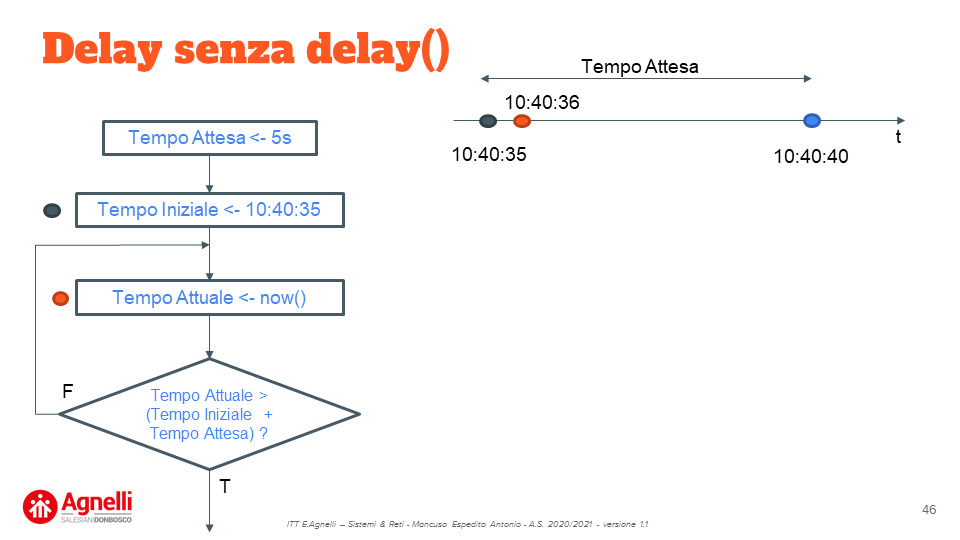 Delay senza delay()
Tempo Attesa
10:40:36
t
10:40:35
10:40:40
Tempo Attesa <- 5s
Tempo Iniziale <- 10:40:35
Tempo Attuale <- now()
F
Tempo Attuale >
(Tempo Iniziale +
Tempo Attesa) ?
T
Agnelli
SALESIANI DONBOSCO
ITT E.Agnelli – Sistemi & Reti - Mancuso Espedito Antonio - A.S. 2020/2021 - versione 1.1
46